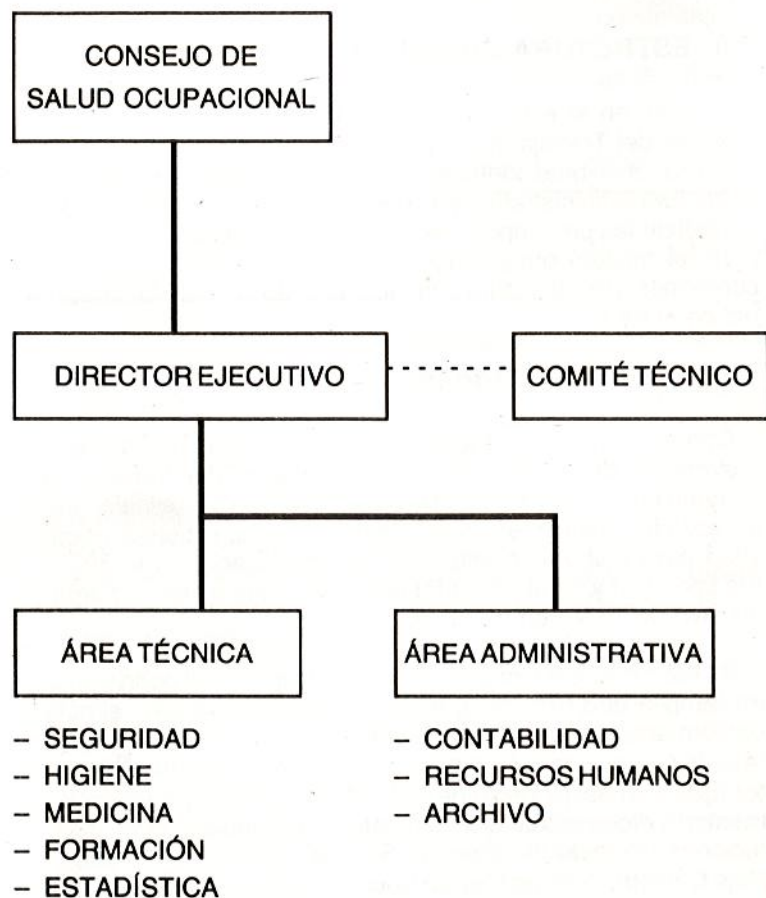 CONSEJO DE
SALUD OCUPACIONAL
DIRECTOR EJECUTIVO
COMITÉ TÉCNICO
ÁREA TÉCNICA
– SEGURIDAD
– HIGIENE
– MEDICINA
– FORMACIÓN
– ESTADÍSTICA
ÁREA ADMINISTRATIVA
– CONTABILIDAD
– RECURSOS HUMANOS
– ARCHIVO